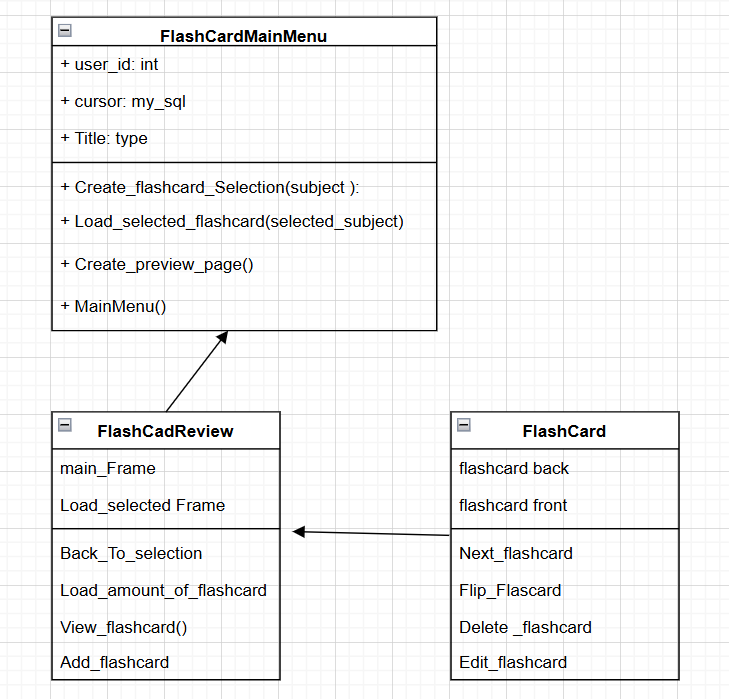 FlashCardMainMenu
+ user_id: int
+ cursor: my_sql
+ Title: type
+ Create_flashcard_Selection(subject ):
+ Load_selected_flashcard(selected_subject)
+ Create_preview_page()
+ MainMenu()
FlashCadReview
main_Frame
Load_selected Frame
Back_To_selection
Load_amount_of_flashcard
View_flashcard()
Add_flashcard
FlashCard
flashcard back
flashcard front
Next_flashcard
Flip_Flascard
Delete _flashcard
Edit_flashcard